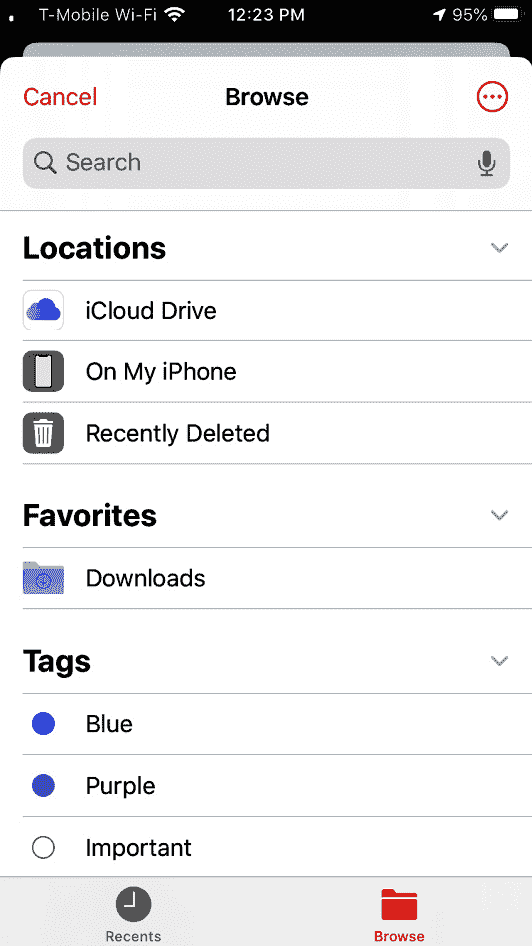 T-Mobile Wi-Fi 12:23 PM 95%
Cancel Browse
Search
Locations
iCloud Drive
On My iPhone
Recently Deleted
Favorites
Downloads
Tags
Blue
Purple
Important
Recents Browse